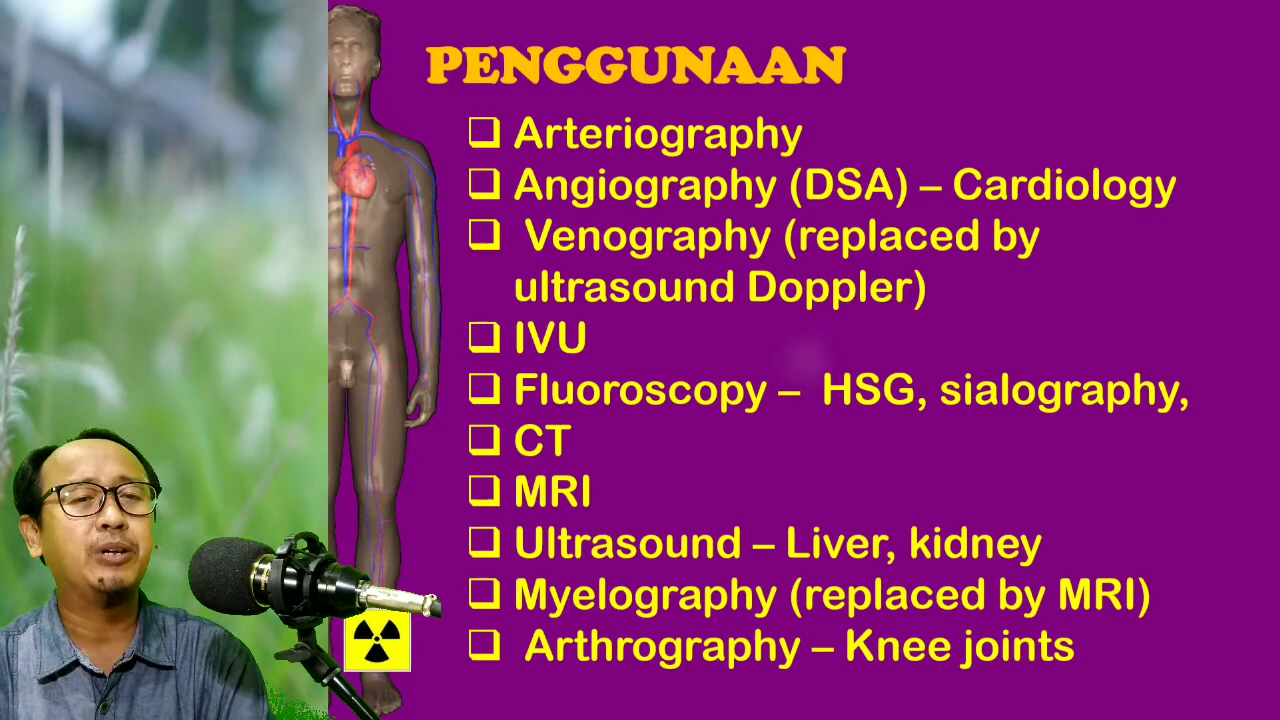 PENGGUNAAN
❑ Arteriography
❑ Angiography (DSA) – Cardiology
❑ Venography (replaced by
ultrasound Doppler)
❑ IVU
❑ Fluoroscopy – HSG, sialography,
❑ CT
❑ MRI
❑ Ultrasound – Liver, kidney
❑ Myelography (replaced by MRI)
❑ Arthrography – Knee joints